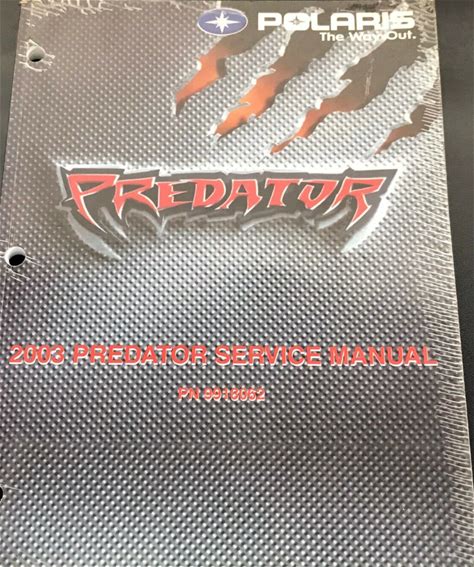 POLARIS
The Way Out.
PREDATOR
2003 PREDATOR SERVICE MANUAL
PN 9918062